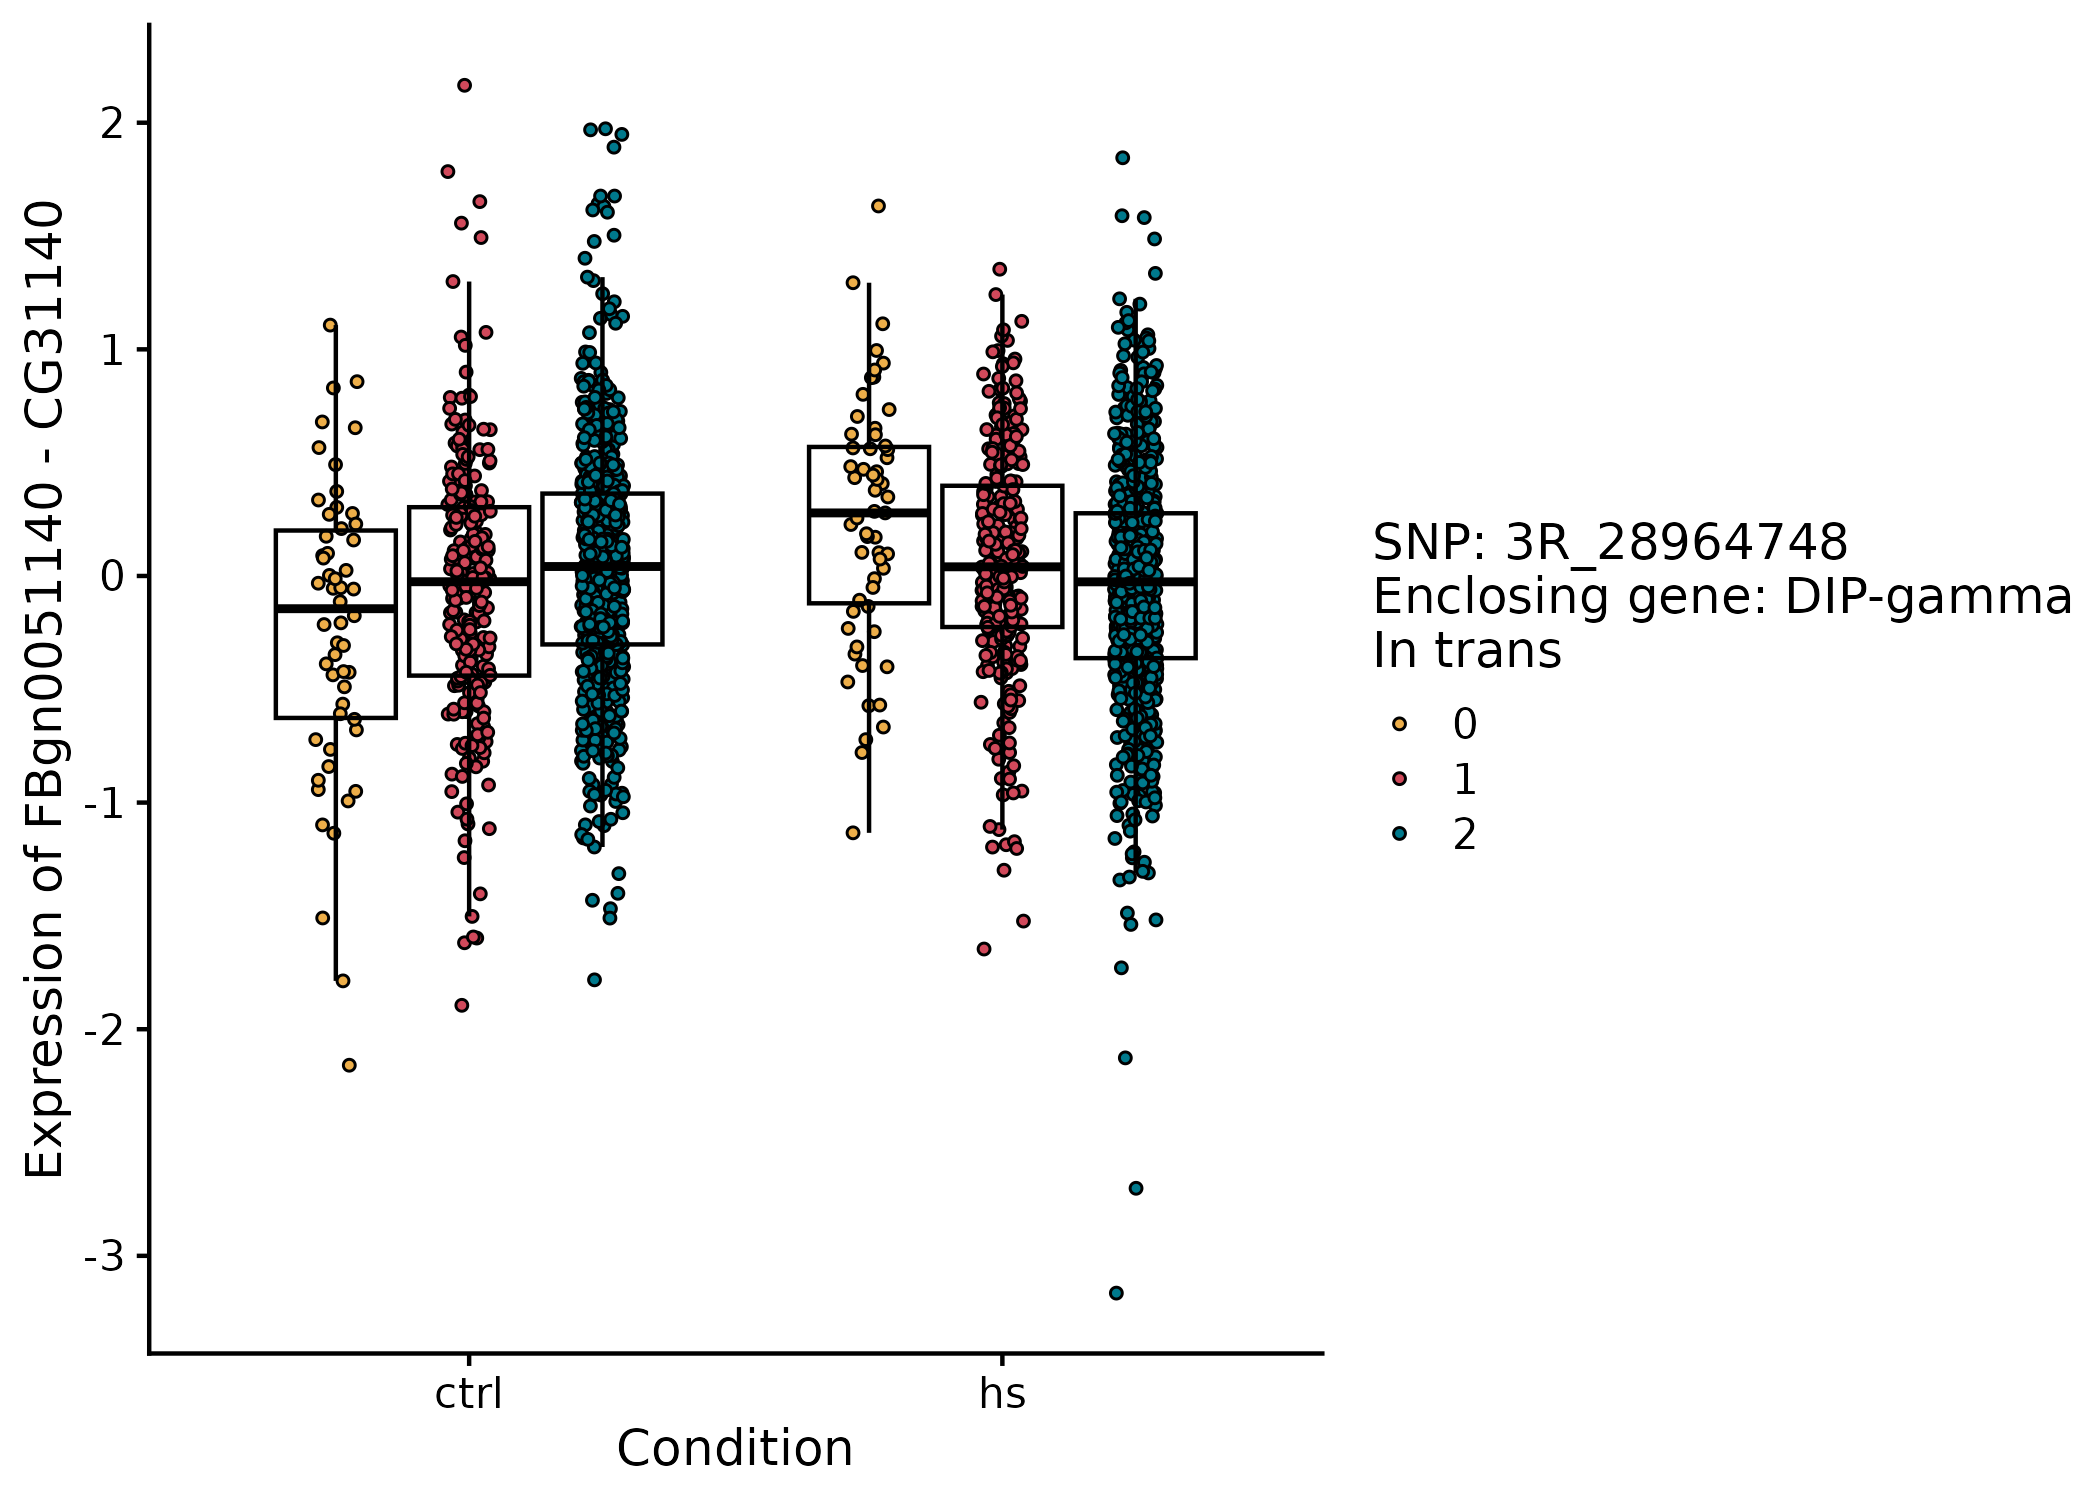 Expression of FBgn0051140 - CG31140
2
1
0
-1
-2
-3
ctrl
hs
Condition
SNP: 3R_28964748
Enclosing gene: DIP-gamma
In trans
0
1
2